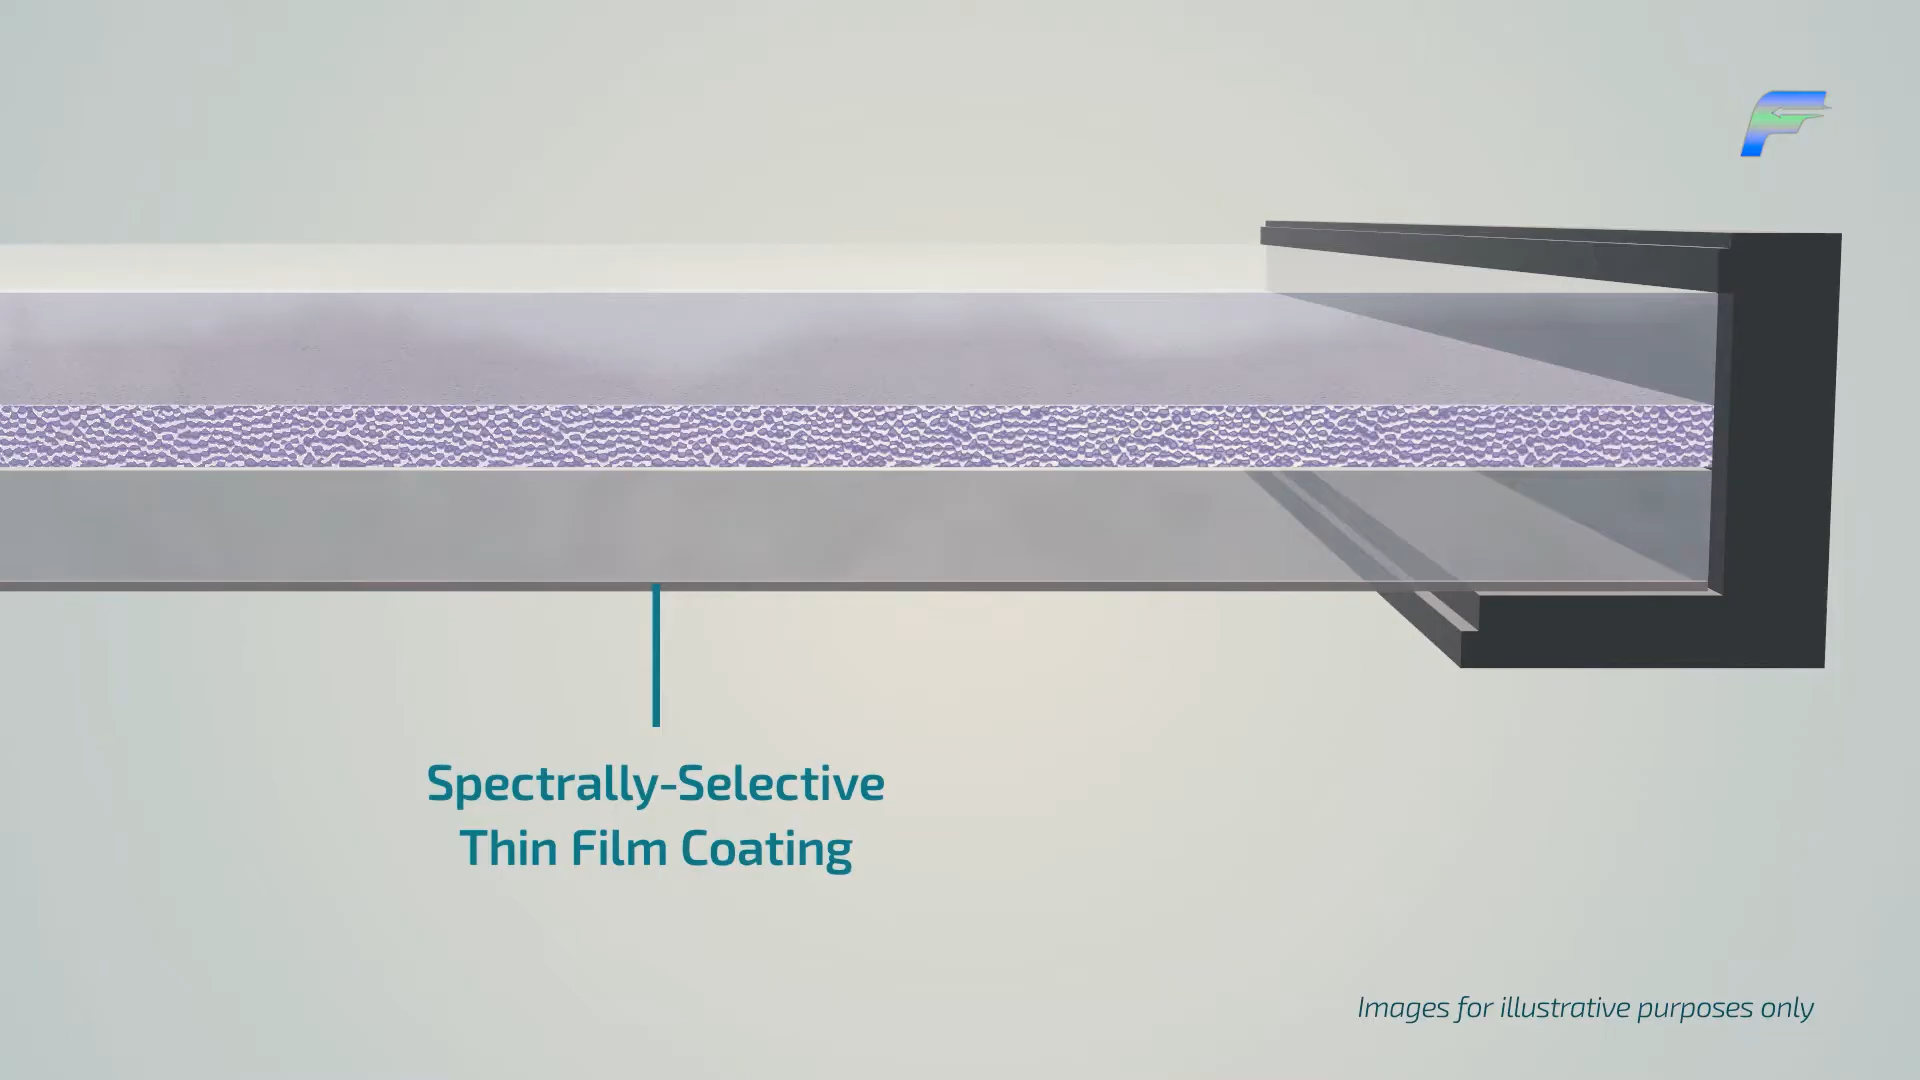 Spectrally-Selective
Thin Film Coating
Images for illustrative purposes only